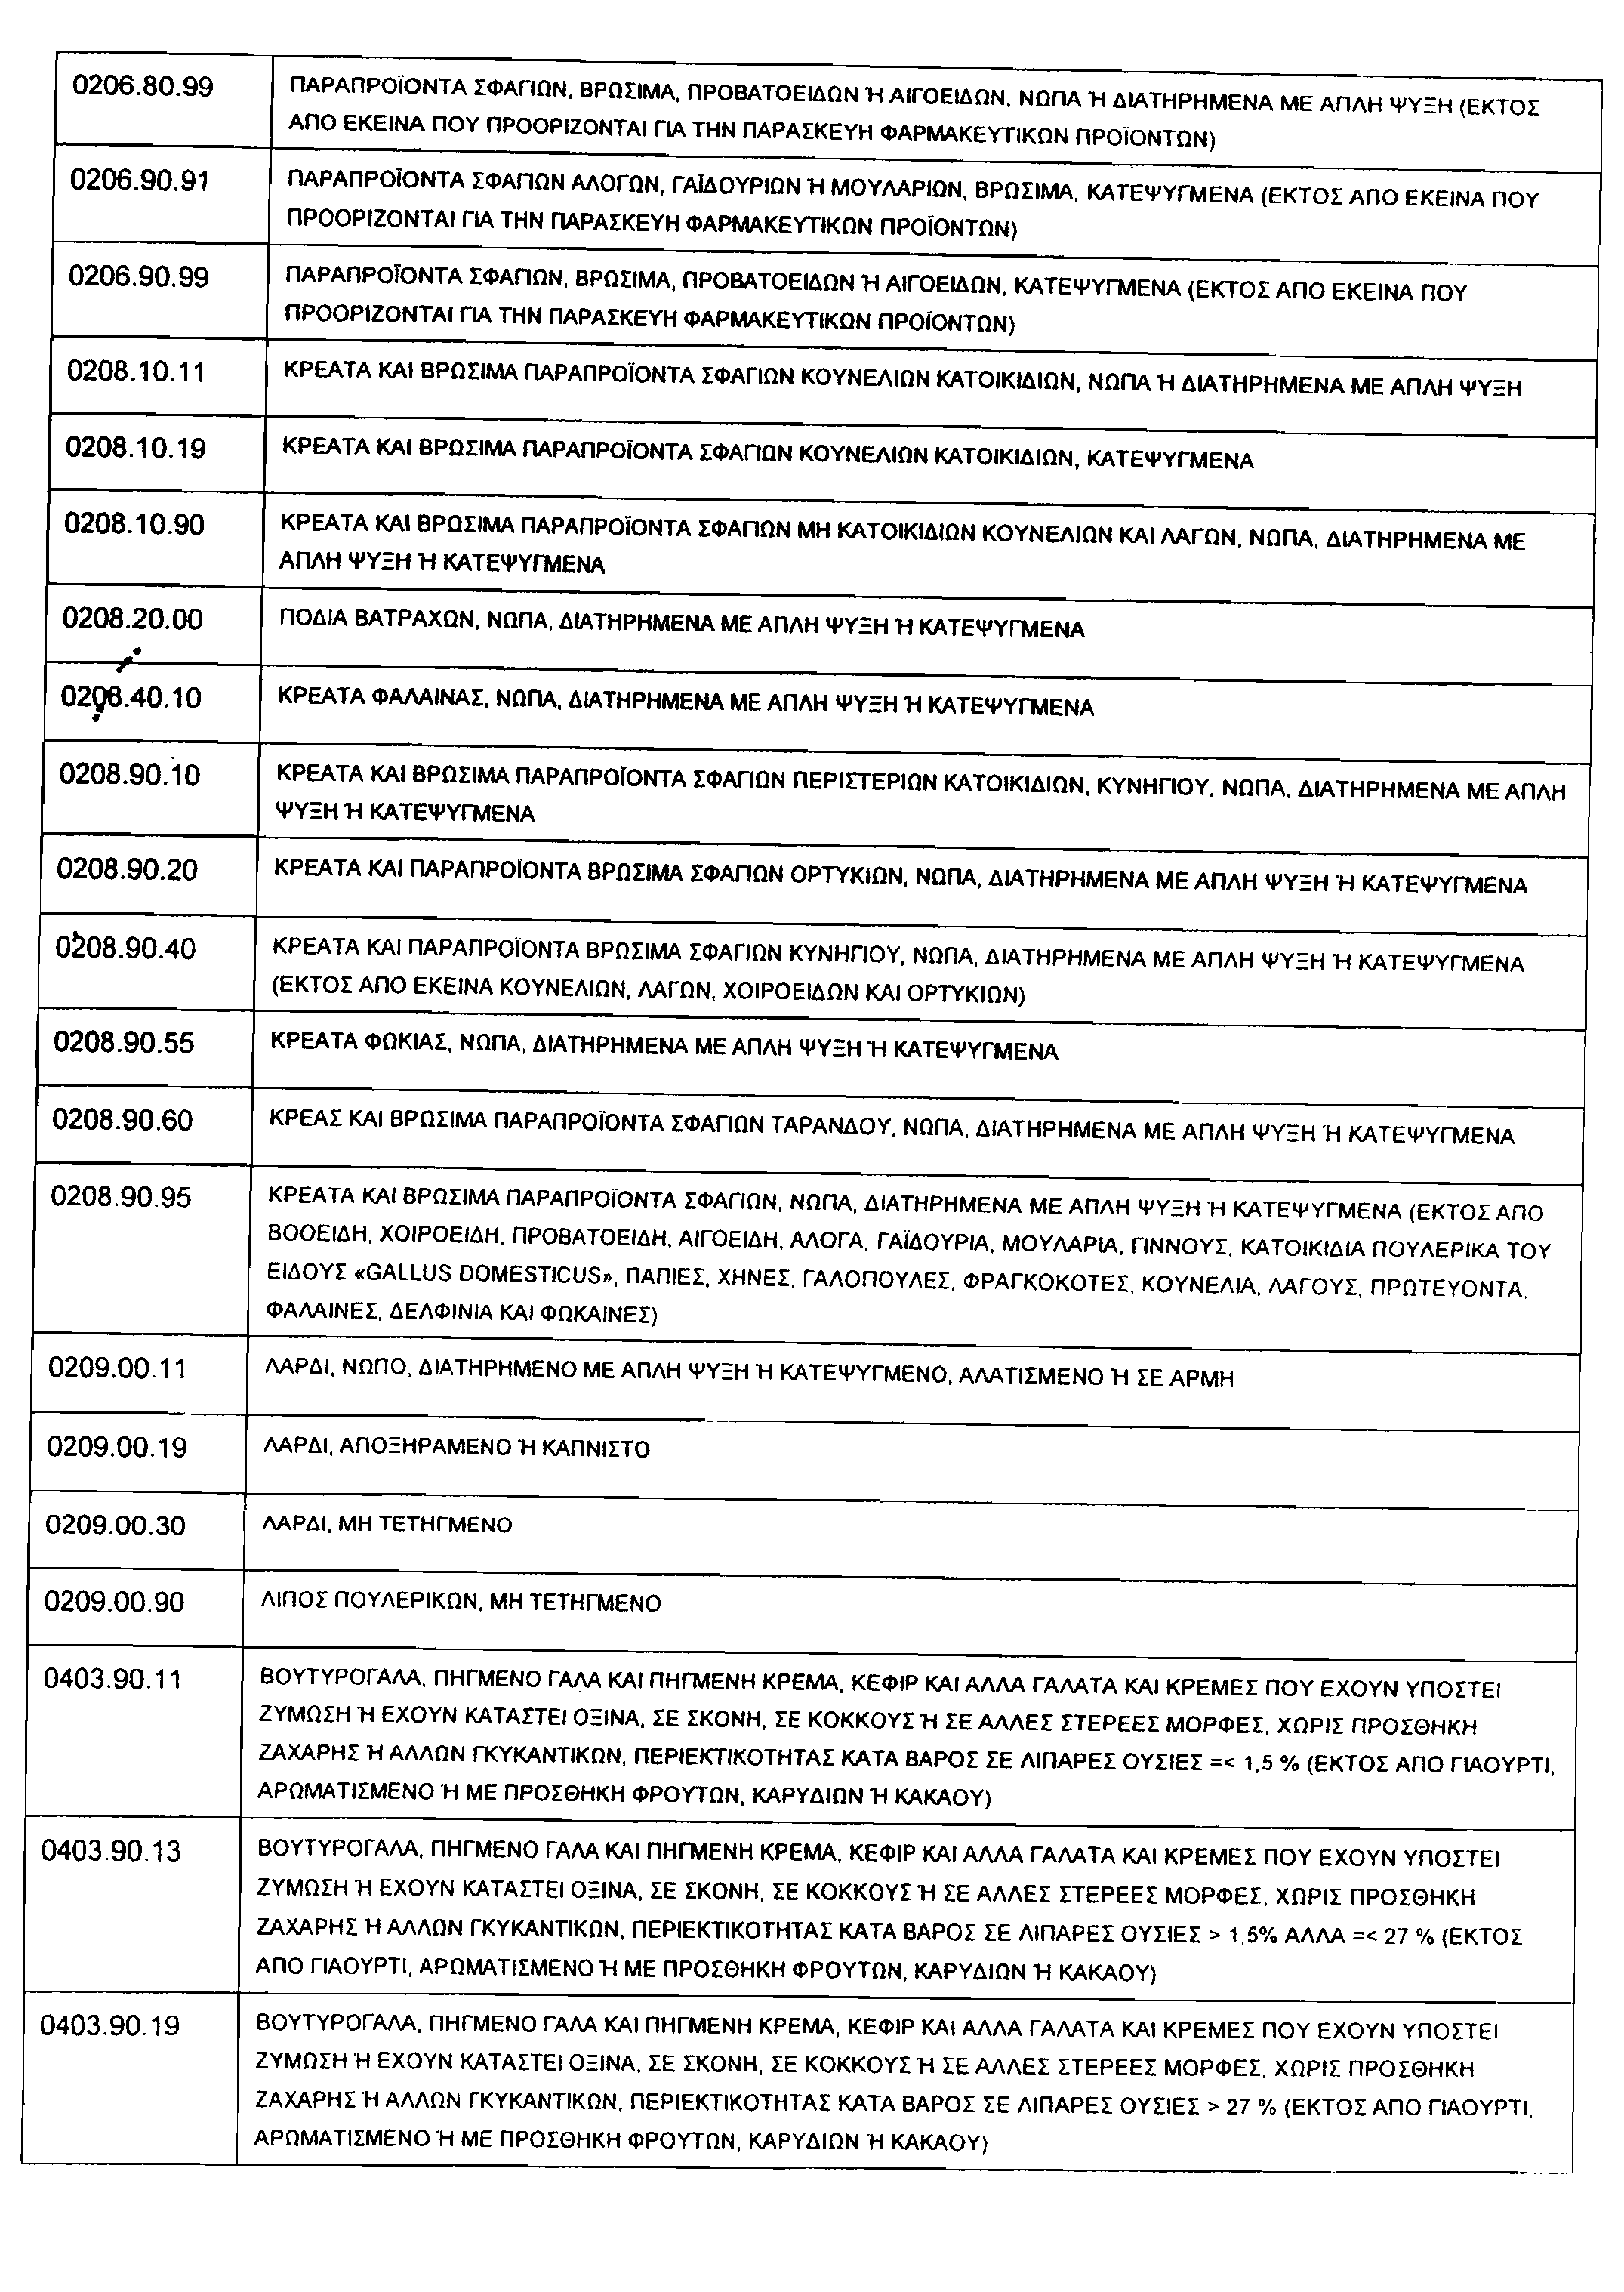 0206.80.99 ΠΑΡΑΠΡΟΪΟΝΤΑ ΣΦΑΓΙΩΝ, ΒΡΩΣΙΜΑ, ΠΡΟΒΑΤΟΕΙΔΩΝ Ή ΑΙΓΟΕΙΔΩΝ, ΝΩΠΑ Ή ΔΙΑΤΗΡΗΜΕΝΑ ΜΕ ΑΠΛΗ ΨΥΞΗ (ΕΚΤΟΣ
ΑΠΟ ΕΚΕΙΝΑ ΠΟΥ ΠΡΟΟΡΙΖΟΝΤΑΙ ΓΙΑ ΤΗΝ ΠΑΡΑΣΚΕΥΗ ΦΑΡΜΑΚΕΥΤΙΚΩΝ ΠΡΟΪΟΝΤΩΝ)
0206.90.91 ΠΑΡΑΠΡΟΪΟΝΤΑ ΣΦΑΓΙΩΝ ΑΛΟΓΩΝ, ΓΑΪΔΟΥΡΙΩΝ Ή ΜΟΥΛΑΡΙΩΝ, ΒΡΩΣΙΜΑ, ΚΑΤΕΨΥΓΜΕΝΑ (ΕΚΤΟΣ ΑΠΟ ΕΚΕΙΝΑ ΠΟΥ
ΠΡΟΟΡΙΖΟΝΤΑΙ ΓΙΑ ΤΗΝ ΠΑΡΑΣΚΕΥΗ ΦΑΡΜΑΚΕΥΤΙΚΩΝ ΠΡΟΪΟΝΤΩΝ)
0206.90.99 ΠΑΡΑΠΡΟΪΟΝΤΑ ΣΦΑΓΙΩΝ, ΒΡΩΣΙΜΑ, ΠΡΟΒΑΤΟΕΙΔΩΝ Ή ΑΙΓΟΕΙΔΩΝ, ΚΑΤΕΨΥΓΜΕΝΑ (ΕΚΤΟΣ ΑΠΟ ΕΚΕΙΝΑ ΠΟΥ
ΠΡΟΟΡΙΖΟΝΤΑΙ ΓΙΑ ΤΗΝ ΠΑΡΑΣΚΕΥΗ ΦΑΡΜΑΚΕΥΤΙΚΩΝ ΠΡΟΪΟΝΤΩΝ)
0208.10.11 ΚΡΕΑΤΑ ΚΑΙ ΒΡΩΣΙΜΑ ΠΑΡΑΠΡΟΪΟΝΤΑ ΣΦΑΓΙΩΝ ΚΟΥΝΕΛΙΩΝ ΚΑΤΟΙΚΙΔΙΩΝ, ΝΩΠΑ Ή ΔΙΑΤΗΡΗΜΕΝΑ ΜΕ ΑΠΛΗ ΨΥΞΗ
0208.10.19 ΚΡΕΑΤΑ ΚΑΙ ΒΡΩΣΙΜΑ ΠΑΡΑΠΡΟΪΟΝΤΑ ΣΦΑΓΙΩΝ ΚΟΥΝΕΛΙΩΝ ΚΑΤΟΙΚΙΔΙΩΝ, ΚΑΤΕΨΥΓΜΕΝΑ
0208.10.90 ΚΡΕΑΤΑ ΚΑΙ ΒΡΩΣΙΜΑ ΠΑΡΑΠΡΟΪΟΝΤΑ ΣΦΑΓΙΩΝ ΜΗ ΚΑΤΟΙΚΙΔΙΩΝ ΚΟΥΝΕΛΙΩΝ ΚΑΙ ΛΑΓΩΝ, ΝΩΠΑ, ΔΙΑΤΗΡΗΜΕΝΑ ΜΕ
ΑΠΛΗ ΨΥΞΗ Ή ΚΑΤΕΨΥΓΜΕΝΑ
0208.20.00 ΠΟΔΙΑ ΒΑΤΡΑΧΩΝ, ΝΩΠΑ, ΔΙΑΤΗΡΗΜΕΝΑ ΜΕ ΑΠΛΗ ΨΥΞΗ Ή ΚΑΤΕΨΥΓΜΕΝΑ
0208.40.10 ΚΡΕΑΤΑ ΦΑΛΑΙΝΑΣ, ΝΩΠΑ, ΔΙΑΤΗΡΗΜΕΝΑ ΜΕ ΑΠΛΗ ΨΥΞΗ Ή ΚΑΤΕΨΥΓΜΕΝΑ
0208.90.10 ΚΡΕΑΤΑ ΚΑΙ ΒΡΩΣΙΜΑ ΠΑΡΑΠΡΟΪΟΝΤΑ ΣΦΑΓΙΩΝ ΠΕΡΙΣΤΕΡΙΩΝ ΚΑΤΟΙΚΙΔΙΩΝ, ΚΥΝΗΓΙΟΥ, ΝΩΠΑ, ΔΙΑΤΗΡΗΜΕΝΑ ΜΕ ΑΠΛΗ
ΨΥΞΗ Ή ΚΑΤΕΨΥΓΜΕΝΑ
0208.90.20 ΚΡΕΑΤΑ ΚΑΙ ΠΑΡΑΠΡΟΪΟΝΤΑ ΒΡΩΣΙΜΑ ΣΦΑΓΙΩΝ ΟΡΤΥΚΙΩΝ, ΝΩΠΑ, ΔΙΑΤΗΡΗΜΕΝΑ ΜΕ ΑΠΛΗ ΨΥΞΗ Ή ΚΑΤΕΨΥΓΜΕΝΑ
0208.90.40 ΚΡΕΑΤΑ ΚΑΙ ΠΑΡΑΠΡΟΪΟΝΤΑ ΒΡΩΣΙΜΑ ΣΦΑΓΙΩΝ ΚΥΝΗΓΙΟΥ, ΝΩΠΑ, ΔΙΑΤΗΡΗΜΕΝΑ ΜΕ ΑΠΛΗ ΨΥΞΗ Ή ΚΑΤΕΨΥΓΜΕΝΑ
(ΕΚΤΟΣ ΑΠΟ ΕΚΕΙΝΑ ΚΟΥΝΕΛΙΩΝ, ΛΑΓΩΝ, ΧΟΙΡΟΕΙΔΩΝ ΚΑΙ ΟΡΤΥΚΙΩΝ)
0208.90.55 ΚΡΕΑΤΑ ΦΩΚΙΑΣ, ΝΩΠΑ, ΔΙΑΤΗΡΗΜΕΝΑ ΜΕ ΑΠΛΗ ΨΥΞΗ Ή ΚΑΤΕΨΥΓΜΕΝΑ
0208.90.60 ΚΡΕΑΣ ΚΑΙ ΒΡΩΣΙΜΑ ΠΑΡΑΠΡΟΪΟΝΤΑ ΣΦΑΓΙΩΝ ΤΑΡΑΝΔΟΥ, ΝΩΠΑ, ΔΙΑΤΗΡΗΜΕΝΑ ΜΕ ΑΠΛΗ ΨΥΞΗ Ή ΚΑΤΕΨΥΓΜΕΝΑ
0208.90.95 ΚΡΕΑΤΑ ΚΑΙ ΒΡΩΣΙΜΑ ΠΑΡΑΠΡΟΪΟΝΤΑ ΣΦΑΓΙΩΝ, ΝΩΠΑ, ΔΙΑΤΗΡΗΜΕΝΑ ΜΕ ΑΠΛΗ ΨΥΞΗ Ή ΚΑΤΕΨΥΓΜΕΝΑ (ΕΚΤΟΣ ΑΠΟ
ΒΟΟΕΙΔΗ, ΧΟΙΡΟΕΙΔΗ, ΠΡΟΒΑΤΟΕΙΔΗ, ΑΙΓΟΕΙΔΗ, ΑΛΟΓΑ, ΓΑΪΔΟΥΡΙΑ, ΜΟΥΛΑΡΙΑ, ΓΙΝΝΟΥΣ, ΚΑΤΟΙΚΙΔΙΑ ΠΟΥΛΕΡΙΚΑ ΤΟΥ
ΕΙΔΟΥΣ «GALLUS DOMESTICUS», ΠΑΠΙΕΣ, ΧΗΝΕΣ, ΓΑΛΟΠΟΥΛΕΣ, ΦΡΑΓΚΟΚΟΤΕΣ, ΚΟΥΝΕΛΙΑ, ΛΑΓΟΥΣ, ΠΡΩΤΕΥΟΝΤΑ,
ΦΑΛΑΙΝΕΣ, ΔΕΛΦΙΝΙΑ ΚΑΙ ΦΩΚΑΙΝΕΣ)
0209.00.11 ΛΑΡΔΙ, ΝΩΠΟ, ΔΙΑΤΗΡΗΜΕΝΟ ΜΕ ΑΠΛΗ ΨΥΞΗ Ή ΚΑΤΕΨΥΓΜΕΝΟ, ΑΛΑΤΙΣΜΕΝΟ Ή ΣΕ ΑΡΜΗ
0209.00.19 ΛΑΡΔΙ, ΑΠΟΞΗΡΑΜΕΝΟ Ή ΚΑΠΝΙΣΤΟ
0209.00.30 ΛΑΡΔΙ, ΜΗ ΤΕΤΗΓΜΕΝΟ
0209.00.90 ΛΙΠΟΣ ΠΟΥΛΕΡΙΚΩΝ, ΜΗ ΤΕΤΗΓΜΕΝΟ
0403.90.11 ΒΟΥΤΥΡΟΓΑΛΑ, ΠΗΓΜΕΝΟ ΓΑΛΑ ΚΑΙ ΠΗΓΜΕΝΗ ΚΡΕΜΑ, ΚΕΦΙΡ ΚΑΙ ΑΛΛΑ ΓΑΛΑΤΑ ΚΑΙ ΚΡΕΜΕΣ ΠΟΥ ΕΧΟΥΝ ΥΠΟΣΤΕΙ
ΖΥΜΩΣΗ Ή ΕΧΟΥΝ ΚΑΤΑΣΤΕΙ ΟΞΙΝΑ, ΣΕ ΣΚΟΝΗ, ΣΕ ΚΟΚΚΟΥΣ Ή ΣΕ ΑΛΛΕΣ ΣΤΕΡΕΕΣ ΜΟΡΦΕΣ, ΧΩΡΙΣ ΠΡΟΣΘΗΚΗ
ΖΑΧΑΡΗΣ Ή ΑΛΛΩΝ ΓΚΥΚΑΝΤΙΚΩΝ, ΠΕΡΙΕΚΤΙΚΟΤΗΤΑΣ ΚΑΤΑ ΒΑΡΟΣ ΣΕ ΛΙΠΑΡΕΣ ΟΥΣΙΕΣ =< 1,5 % (ΕΚΤΟΣ ΑΠΟ ΓΙΑΟΥΡΤΙ,
ΑΡΩΜΑΤΙΣΜΕΝΟ Ή ΜΕ ΠΡΟΣΘΗΚΗ ΦΡΟΥΤΩΝ, ΚΑΡΥΔΙΩΝ Ή ΚΑΚΑΟΥ)
0403.90.13 ΒΟΥΤΥΡΟΓΑΛΑ, ΠΗΓΜΕΝΟ ΓΑΛΑ ΚΑΙ ΠΗΓΜΕΝΗ ΚΡΕΜΑ, ΚΕΦΙΡ ΚΑΙ ΑΛΛΑ ΓΑΛΑΤΑ ΚΑΙ ΚΡΕΜΕΣ ΠΟΥ ΕΧΟΥΝ ΥΠΟΣΤΕΙ
ΖΥΜΩΣΗ Ή ΕΧΟΥΝ ΚΑΤΑΣΤΕΙ ΟΞΙΝΑ, ΣΕ ΣΚΟΝΗ, ΣΕ ΚΟΚΚΟΥΣ Ή ΣΕ ΑΛΛΕΣ ΣΤΕΡΕΕΣ ΜΟΡΦΕΣ, ΧΩΡΙΣ ΠΡΟΣΘΗΚΗ
ΖΑΧΑΡΗΣ Ή ΑΛΛΩΝ ΓΚΥΚΑΝΤΙΚΩΝ, ΠΕΡΙΕΚΤΙΚΟΤΗΤΑΣ ΚΑΤΑ ΒΑΡΟΣ ΣΕ ΛΙΠΑΡΕΣ ΟΥΣΙΕΣ > 1,5% ΑΛΛΑ =< 27 % (ΕΚΤΟΣ
ΑΠΟ ΓΙΑΟΥΡΤΙ, ΑΡΩΜΑΤΙΣΜΕΝΟ Ή ΜΕ ΠΡΟΣΘΗΚΗ ΦΡΟΥΤΩΝ, ΚΑΡΥΔΙΩΝ Ή ΚΑΚΑΟΥ)
0403.90.19 ΒΟΥΤΥΡΟΓΑΛΑ, ΠΗΓΜΕΝΟ ΓΑΛΑ ΚΑΙ ΠΗΓΜΕΝΗ ΚΡΕΜΑ, ΚΕΦΙΡ ΚΑΙ ΑΛΛΑ ΓΑΛΑΤΑ ΚΑΙ ΚΡΕΜΕΣ ΠΟΥ ΕΧΟΥΝ ΥΠΟΣΤΕΙ
ΖΥΜΩΣΗ Ή ΕΧΟΥΝ ΚΑΤΑΣΤΕΙ ΟΞΙΝΑ, ΣΕ ΣΚΟΝΗ, ΣΕ ΚΟΚΚΟΥΣ Ή ΣΕ ΑΛΛΕΣ ΣΤΕΡΕΕΣ ΜΟΡΦΕΣ, ΧΩΡΙΣ ΠΡΟΣΘΗΚΗ
ΖΑΧΑΡΗΣ Ή ΑΛΛΩΝ ΓΚΥΚΑΝΤΙΚΩΝ, ΠΕΡΙΕΚΤΙΚΟΤΗΤΑΣ ΚΑΤΑ ΒΑΡΟΣ ΣΕ ΛΙΠΑΡΕΣ ΟΥΣΙΕΣ > 27 % (ΕΚΤΟΣ ΑΠΟ ΓΙΑΟΥΡΤΙ,
ΑΡΩΜΑΤΙΣΜΕΝΟ Ή ΜΕ ΠΡΟΣΘΗΚΗ ΦΡΟΥΤΩΝ, ΚΑΡΥΔΙΩΝ Ή ΚΑΚΑΟΥ)